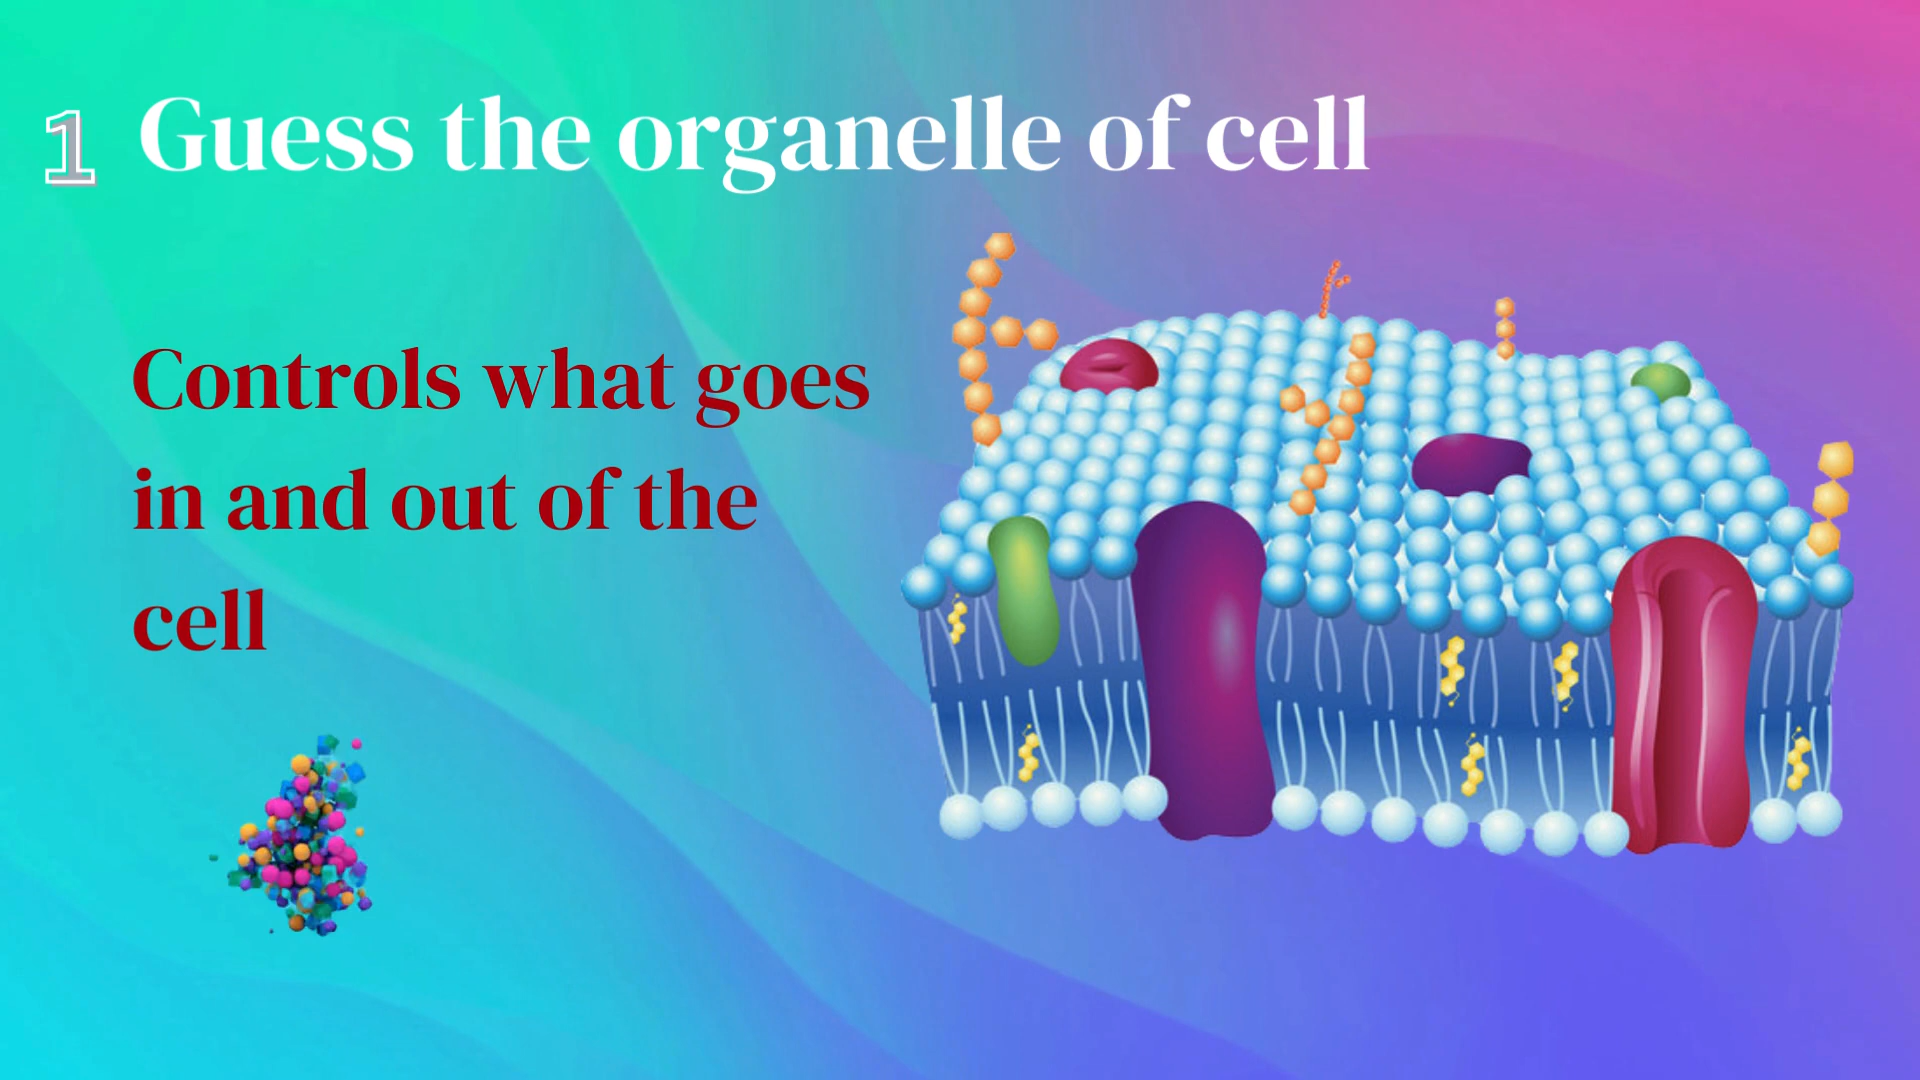 1 Guess the organelle of cell
Controls what goes
in and out of the
cell